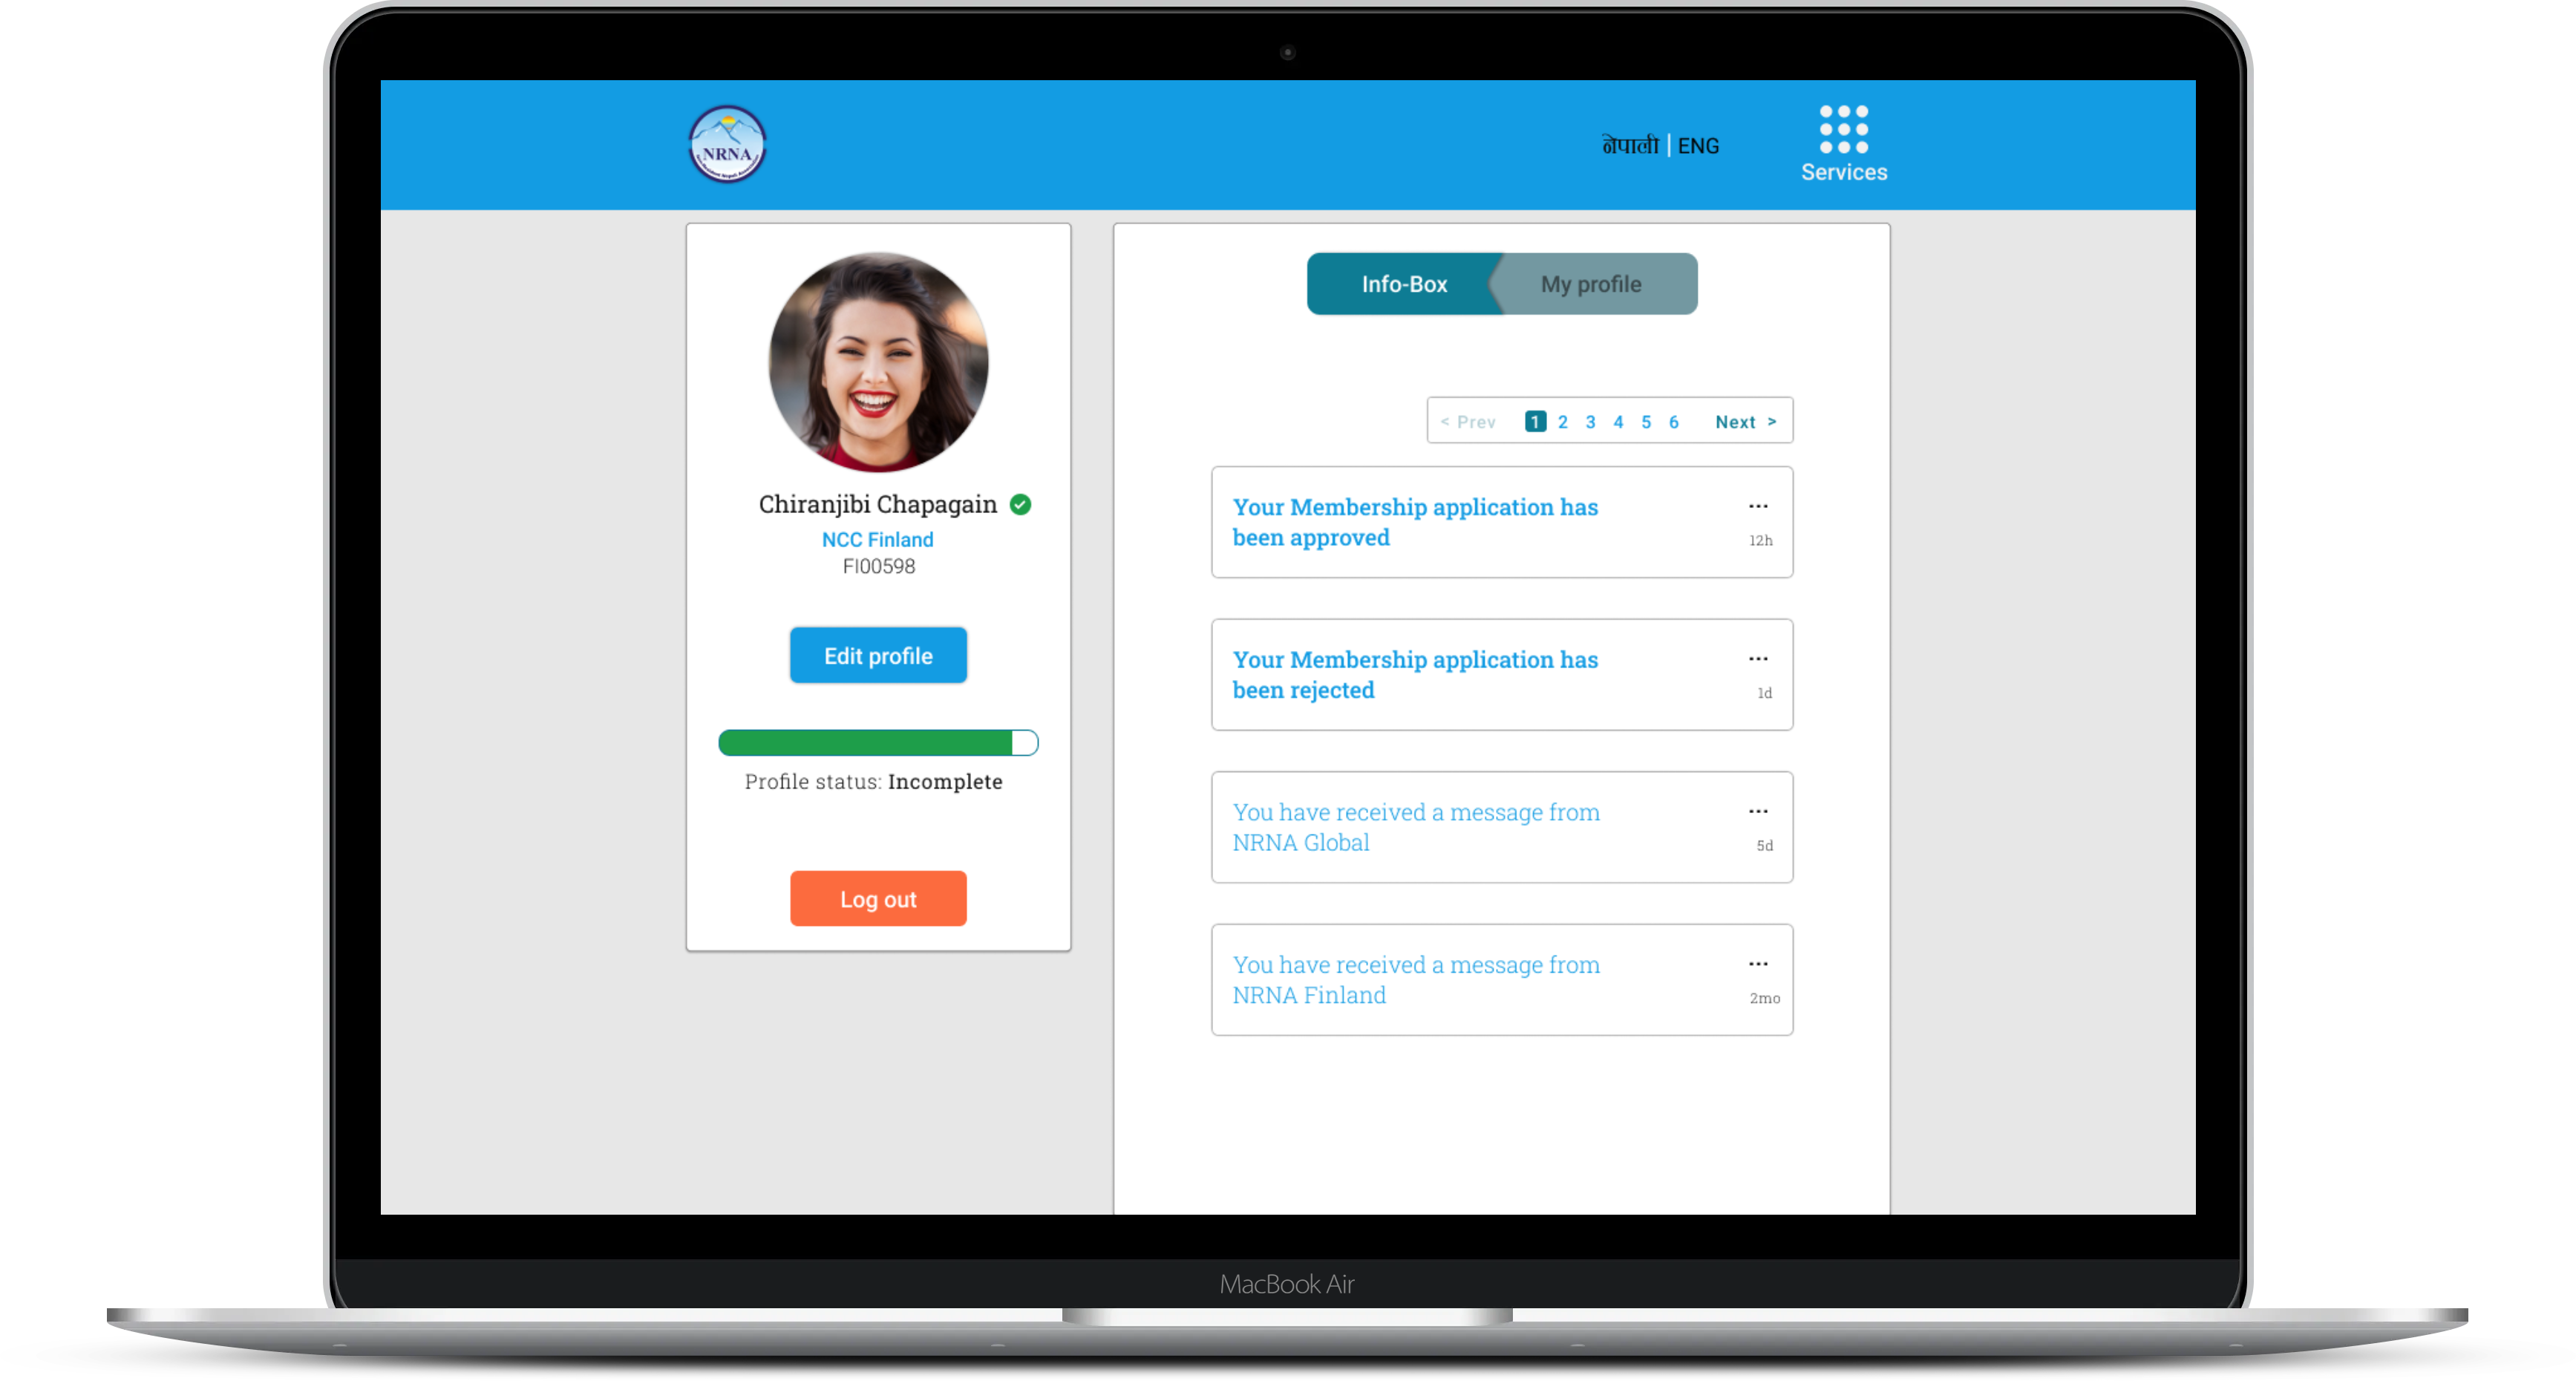 NRNA
नेपाली | ENG
Services
Chiranjibi Chapagain
NCC Finland
FI00598
Edit profile
Profile status: Incomplete
Log out
Info-Box
My profile
< Prev 1 2 3 4 5 6 Next >
Your Membership application has
been approved
...
12h
Your Membership application has
been rejected
...
1d
You have received a message from
NRNA Global
...
5d
You have received a message from
NRNA Finland
...
2mo
MacBook Air